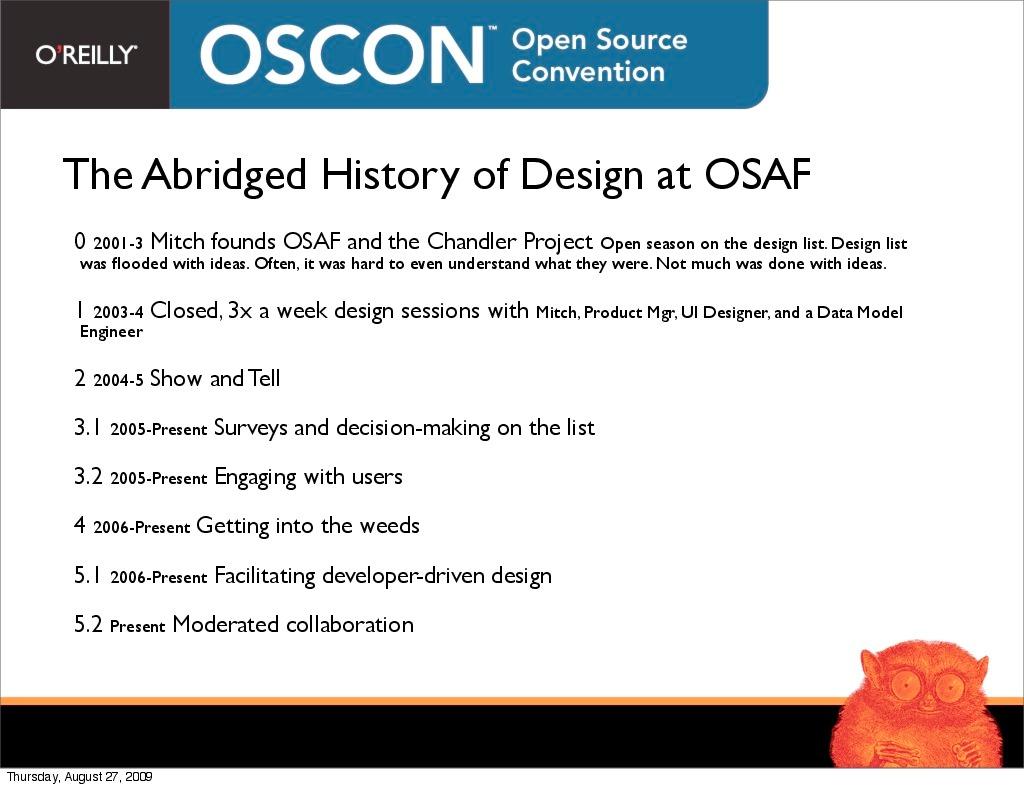 O'REILLY®
OSCON™ Open Source
Convention
The Abridged History of Design at OSAF
0 2001-3 Mitch founds OSAF and the Chandler Project Open season on the design list. Design list
was flooded with ideas. Often, it was hard to even understand what they were. Not much was done with ideas.
1 2003-4 Closed, 3x a week design sessions with Mitch, Product Mgr, UI Designer, and a Data Model
Engineer
2 2004-5 Show and Tell
3.1 2005-Present Surveys and decision-making on the list
3.2 2005-Present Engaging with users
4 2006-Present Getting into the weeds
5.1 2006-Present Facilitating developer-driven design
5.2 Present Moderated collaboration
Thursday, August 27, 2009